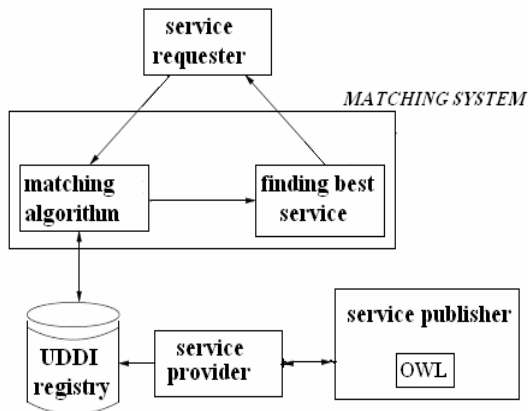 service
requester
MATCHING SYSTEM
matching
algorithm
finding best
service
UDDI
registry
service
provider
service publisher
OWL